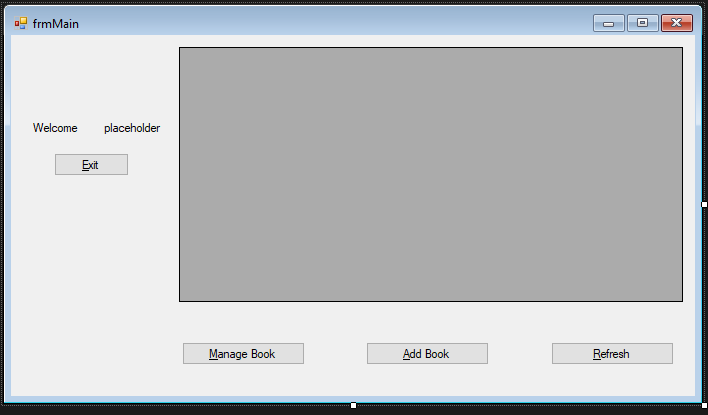 frmMain
Welcome placeholder
Exit
Manage Book Add Book Refresh